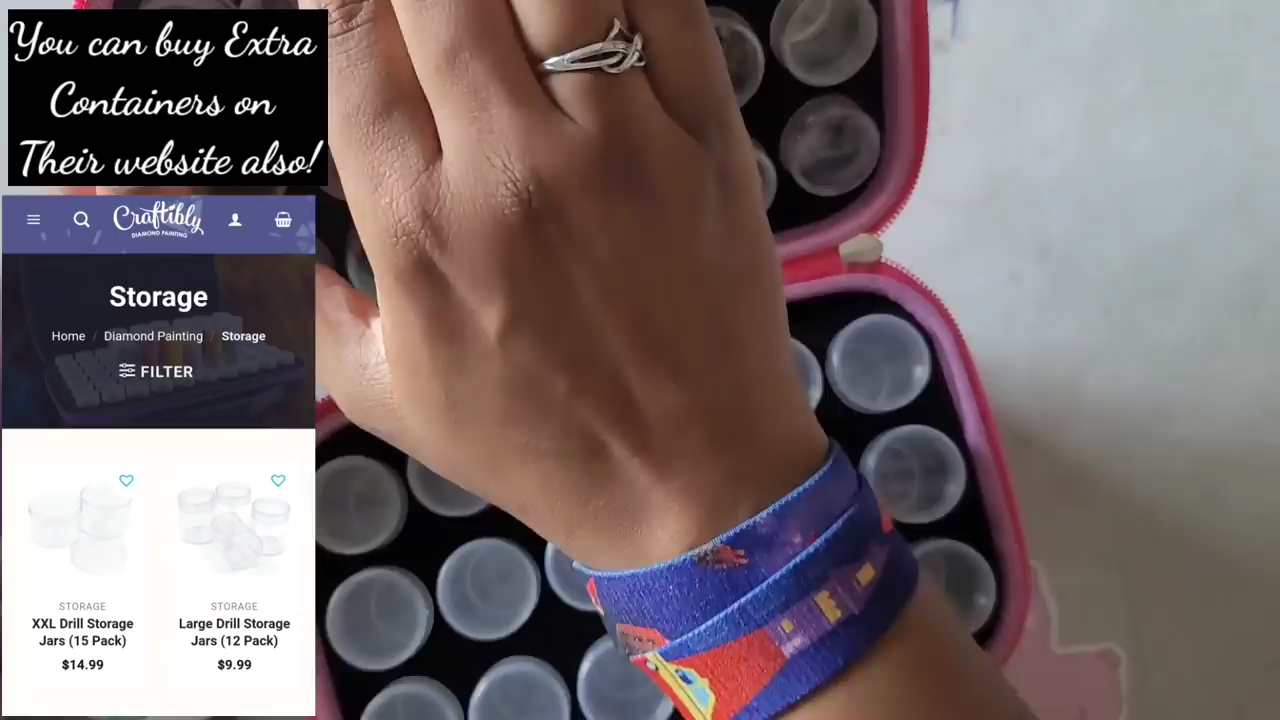 You can buy Extra
Containers on
Their website also!
Craftibly
DIAMOND PAINTING
Storage
Home / Diamond Painting / Storage
FILTER
STORAGE
XXL Drill Storage
Jars (15 Pack)
$14.99
STORAGE
Large Drill Storage
Jars (12 Pack)
$9.99